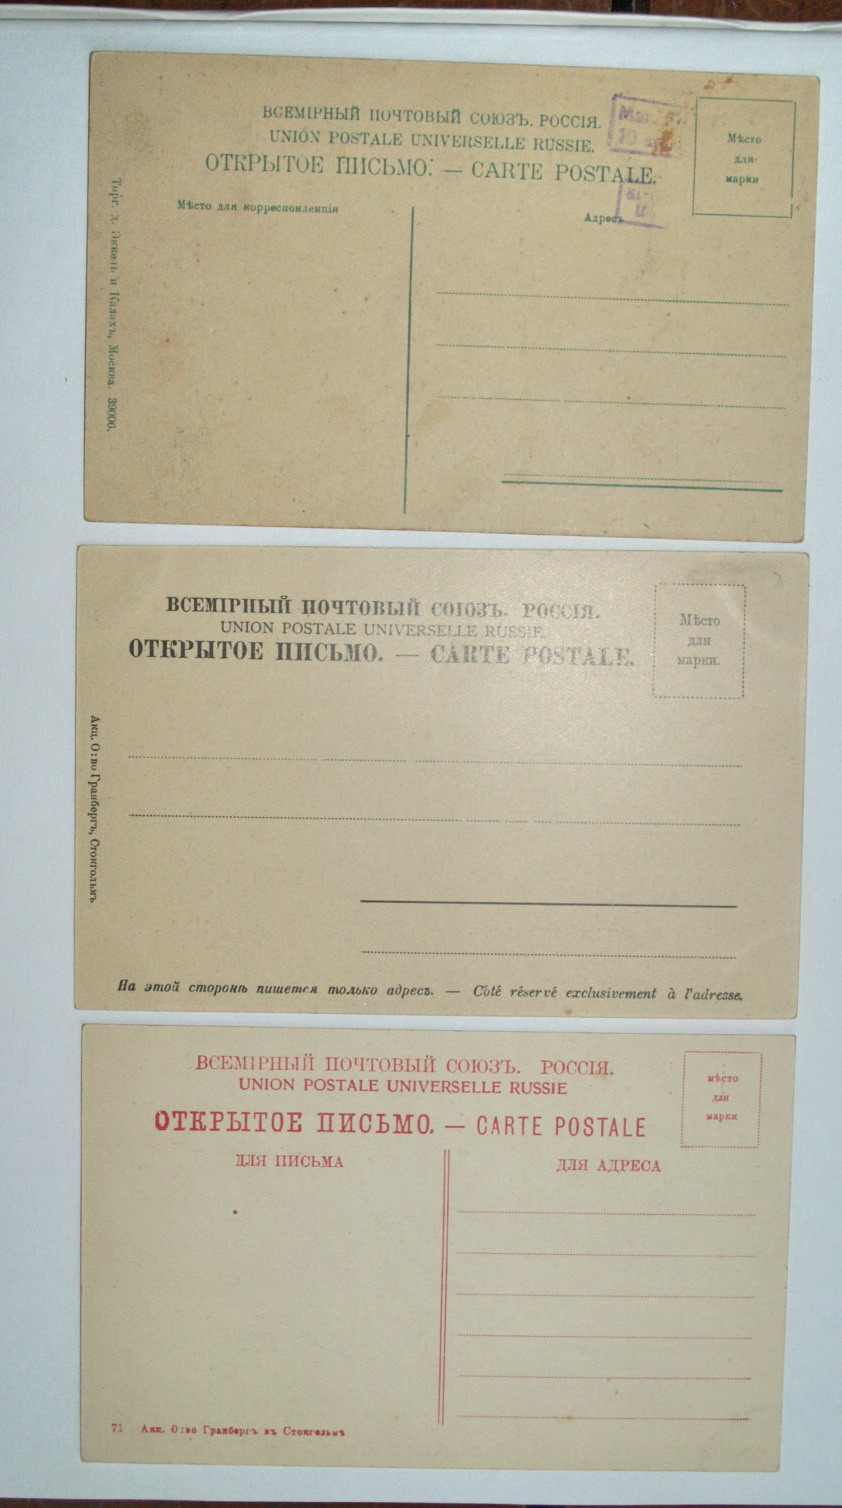 ВСЕМІРНЫЙ ПОЧТОВЫЙ СОЮЗЪ. РОССІЯ.
UNION POSTALE UNIVERSELLE RUSSIE.
ОТКРЫТОЕ ПИСЬМО. — CARTE POSTALE.
Мѣсто
для
марки
Мѣсто для корреспонденціи
Адресъ
Торг. д. и Москва.
ВСЕМІРНЫЙ ПОЧТОВЫЙ СОЮЗЪ. РОССІЯ.
UNION POSTALE UNIVERSELLE RUSSIE.
ОТКРЫТОЕ ПИСЬМО. — CARTE POSTALE.
Мѣсто
для
марки.
Акц. О:во Гранбергъ, Стокгольмъ
На этой сторонѣ пишется только адресъ. — Côté réservé exclusivement à l'adresse.
ВСЕМІРНЫЙ ПОЧТОВЫЙ СОЮЗЪ. РОССІЯ.
UNION POSTALE UNIVERSELLE RUSSIE
ОТКРЫТОЕ ПИСЬМО. — CARTE POSTALE
мѣсто
для
марки
ДЛЯ ПИСЬМА
ДЛЯ АДРЕСА
71 Акц. О:во Гранбергъ въ Стокгольмѣ